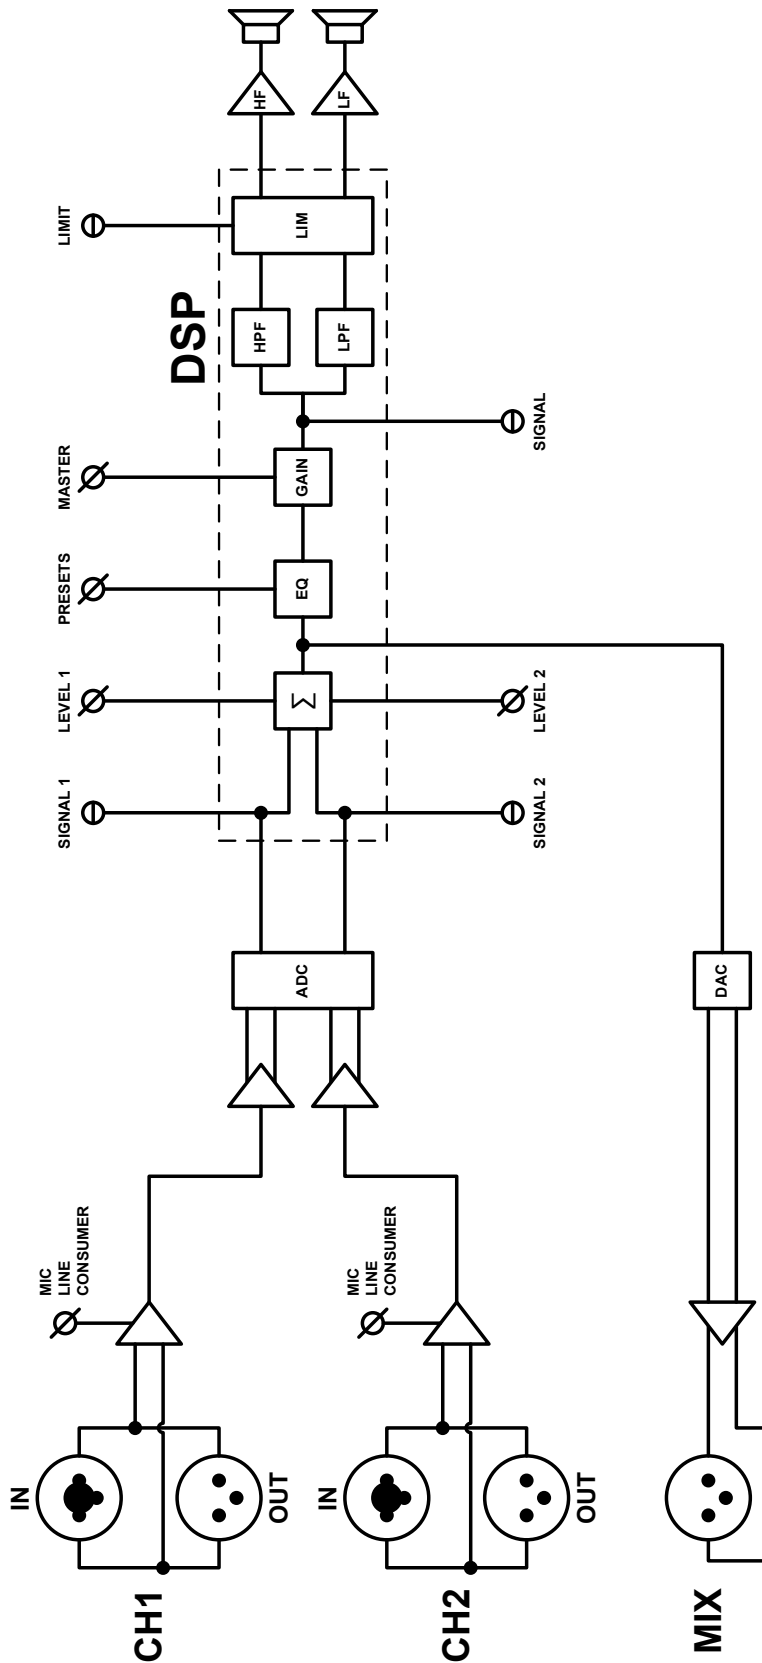 CH1
IN
OUT
MIC
LINE
CONSUMER
CH2
IN
OUT
MIC
LINE
CONSUMER
MIX
ADC
DAC
DSP
SIGNAL 1
LEVEL 1
PRESETS
MASTER
LIMIT
Σ
EQ
GAIN
HPF
LPF
LIM
HF
LF
SIGNAL 2
LEVEL 2
SIGNAL